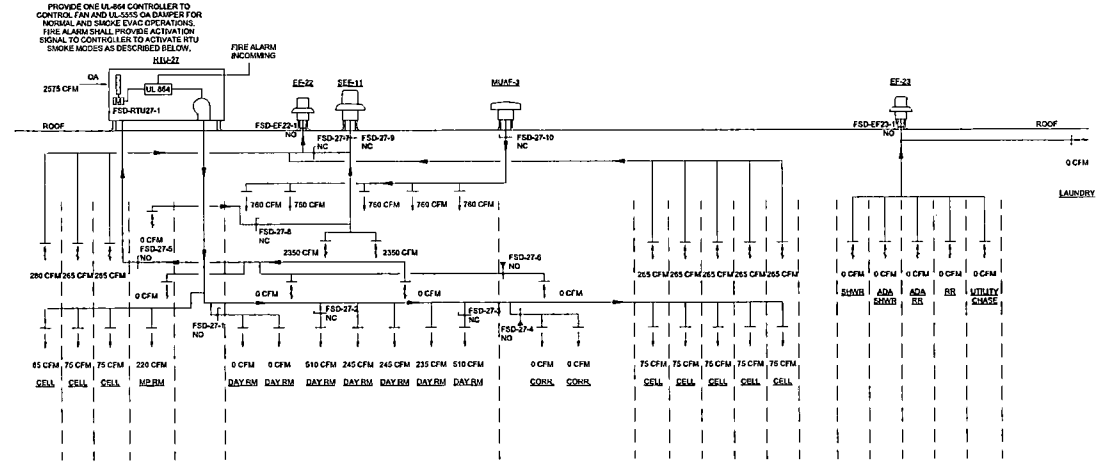 PROVIDE ONE UL-864 CONTROLLER TO
CONTROL FAN AND UL-555S OA DAMPER FOR
NORMAL AND SMOKE EVAC OPERATIONS.
FIRE ALARM SHALL PROVIDE ACTIVATION
SIGNAL TO CONTROLLER TO ACTIVATE RTU
SMOKE MODES AS DESCRIBED BELOW.
RTU-27
FIRE ALARM
INCOMMING
OA
2575 CFM
UL 864
M
FSD-RTU27-1
EF-22
SEF-11
MUAF-3
EF-23
ROOF
FSD-EF22-1
NO
FSD-27-7
NC
FSD-27-9
NC
FSD-27-10
NC
FSD-EF23-1
NO
ROOF
0 CFM
LAUNDRY
760 CFM
760 CFM
760 CFM
760 CFM
760 CFM
0 CFM
FSD-27-8
NC
FSD-27-5
NO
2350 CFM
2350 CFM
FSD-27-6
NO
280 CFM
265 CFM
265 CFM
265 CFM
265 CFM
265 CFM
265 CFM
265 CFM
0 CFM
0 CFM
0 CFM
0 CFM
0 CFM
SHWR
ADA
SHWR
ADA
RR
RR
UTILITY
CHASE
0 CFM
0 CFM
0 CFM
0 CFM
FSD-27-1
NO
FSD-27-2
NC
FSD-27-3
NC
FSD-27-4
NO
85 CFM
75 CFM
75 CFM
220 CFM
0 CFM
0 CFM
510 CFM
245 CFM
245 CFM
235 CFM
510 CFM
0 CFM
0 CFM
75 CFM
75 CFM
75 CFM
75 CFM
75 CFM
CELL
CELL
CELL
MP RM
DAY RM
DAY RM
DAY RM
DAY RM
DAY RM
DAY RM
DAY RM
CORR.
CORR.
CELL
CELL
CELL
CELL
CELL